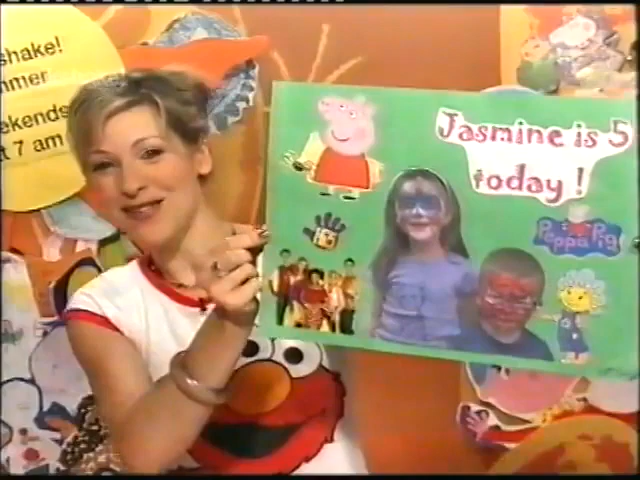 shake!
mmer
ekends
t 7 am
Jasmine is 5
today !
Peppa Pig